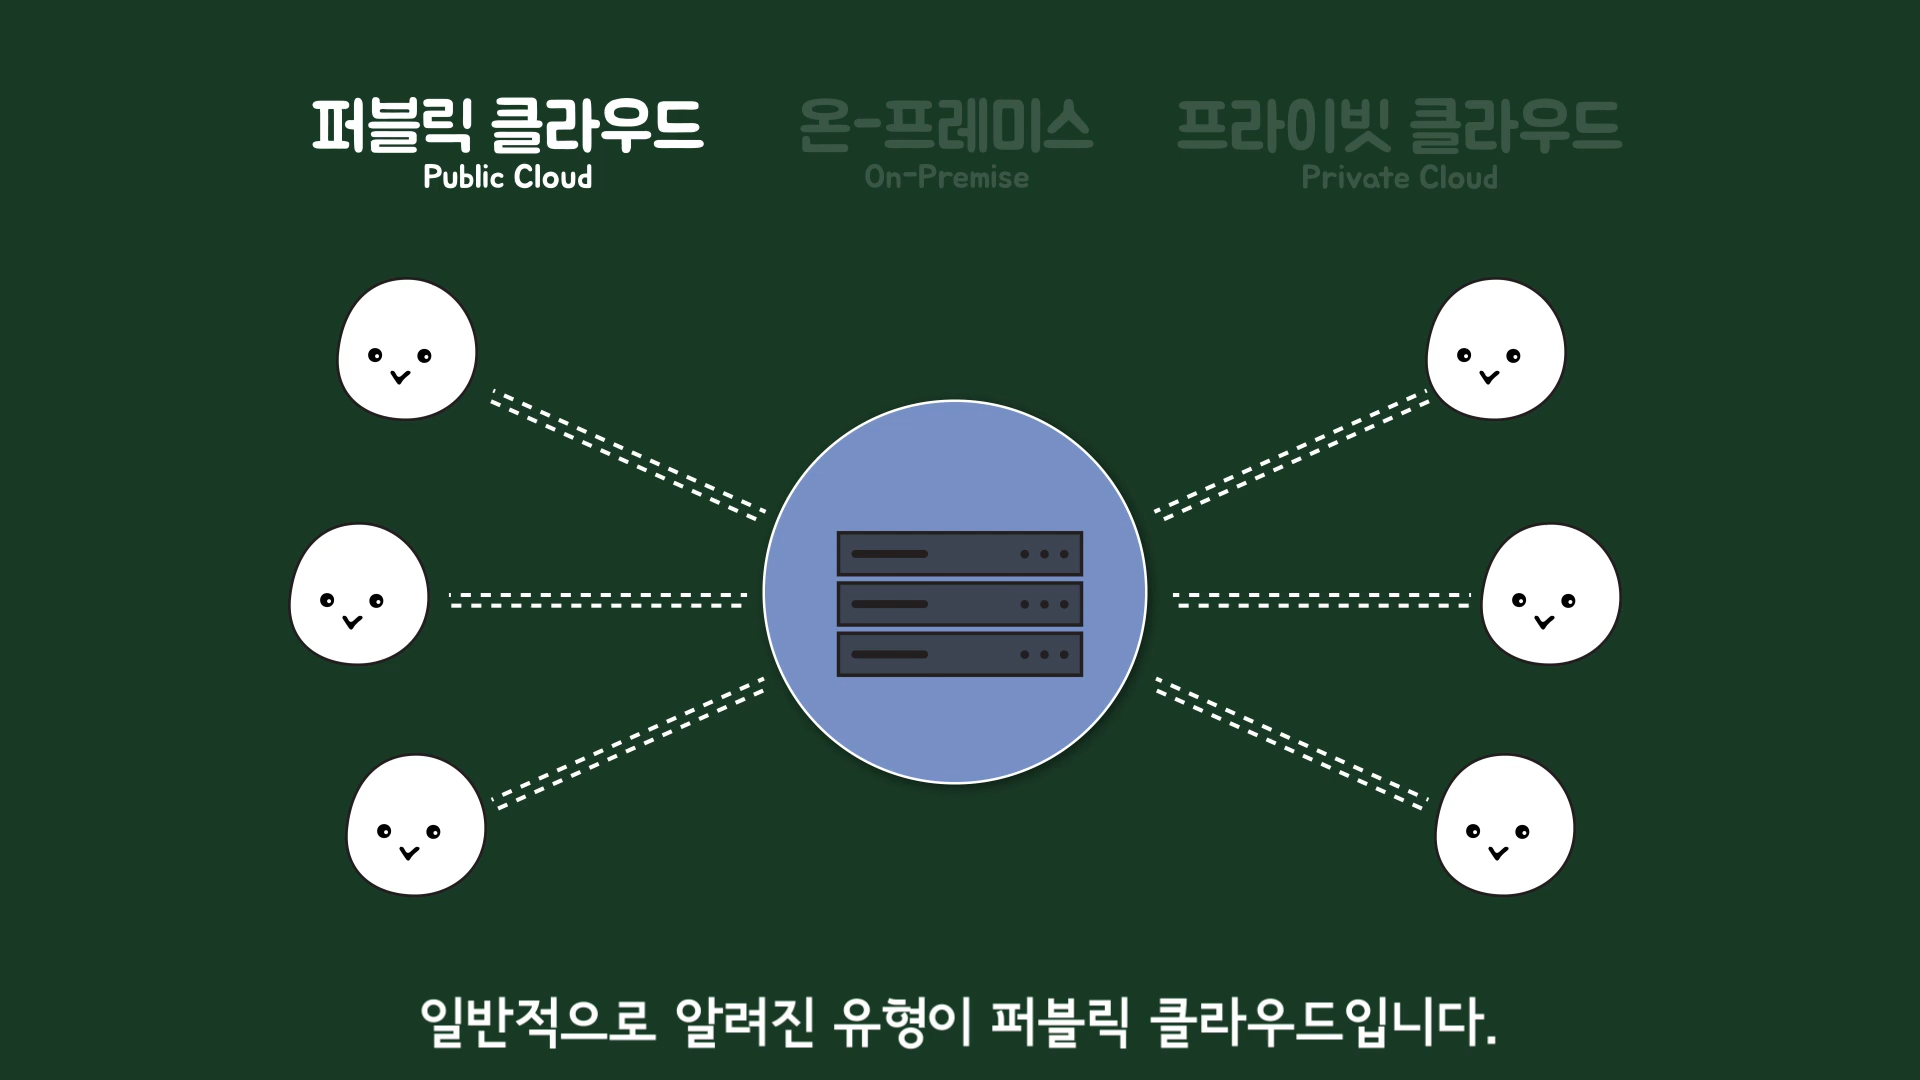 퍼블릭 클라우드
Public Cloud
온-프레미스
On-Premise
프라이빗 클라우드
Private Cloud
일반적으로 알려진 유형이 퍼블릭 클라우드입니다.